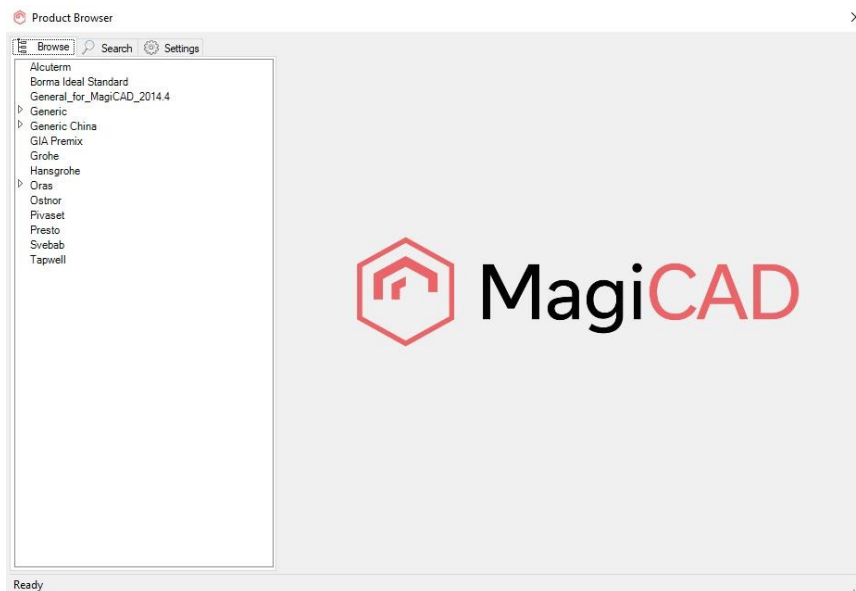 Product Browser
Browse
Search
Settings
Alcuterm
Borma Ideal Standard
General_for_MagiCAD_2014.4
Generic
Generic China
GIA Premix
Grohe
Hansgrohe
Oras
Ostnor
Pivaset
Presto
Svebab
Tapwell
MagiCAD
Ready